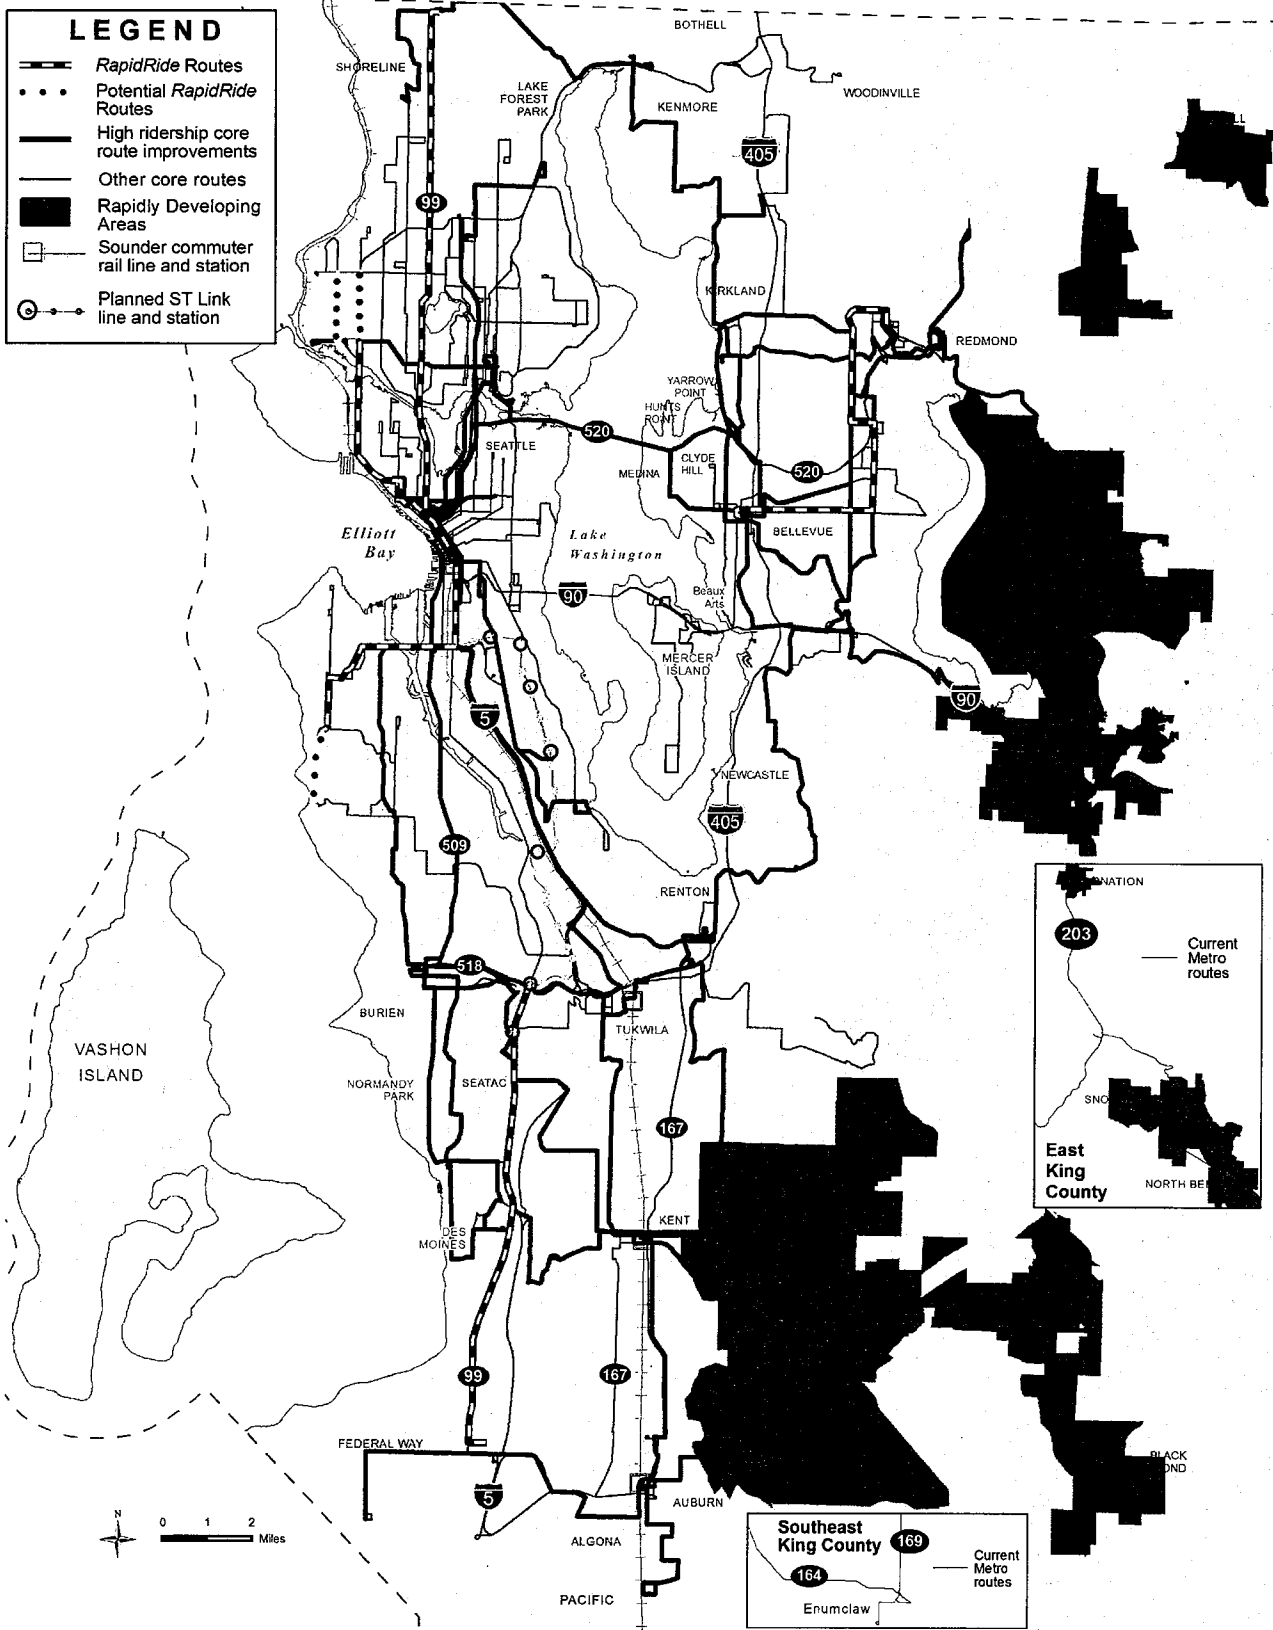 LEGEND
RapidRide Routes
Potential RapidRide
Routes
High ridership core
route improvements
Other core routes
Rapidly Developing
Areas
Sounder commuter
rail line and station
Planned ST Link
line and station
BOTHELL
SHORELINE
LAKE
FOREST
PARK
KENMORE
WOODINVILLE
405
99
KIRKLAND
REDMOND
YARROW
POINT
HUNTS
POINT
520
SEATTLE
MEDINA
CLYDE
HILL
520
BELLEVUE
Elliott
Bay
Lake
Washington
90
Beaux
Arts
MERCER
ISLAND
90
5
NEWCASTLE
405
509
RENTON
518
BURIEN
TUKWILA
VASHON
ISLAND
NORMANDY
PARK
SEATAC
167
KENT
DES
MOINES
99
167
FEDERAL WAY
5
AUBURN
ALGONA
PACIFIC
N
0 1 2
Miles
203
Current
Metro
routes
East
King
County
Southeast
King County
169
164
Current
Metro
routes
Enumclaw